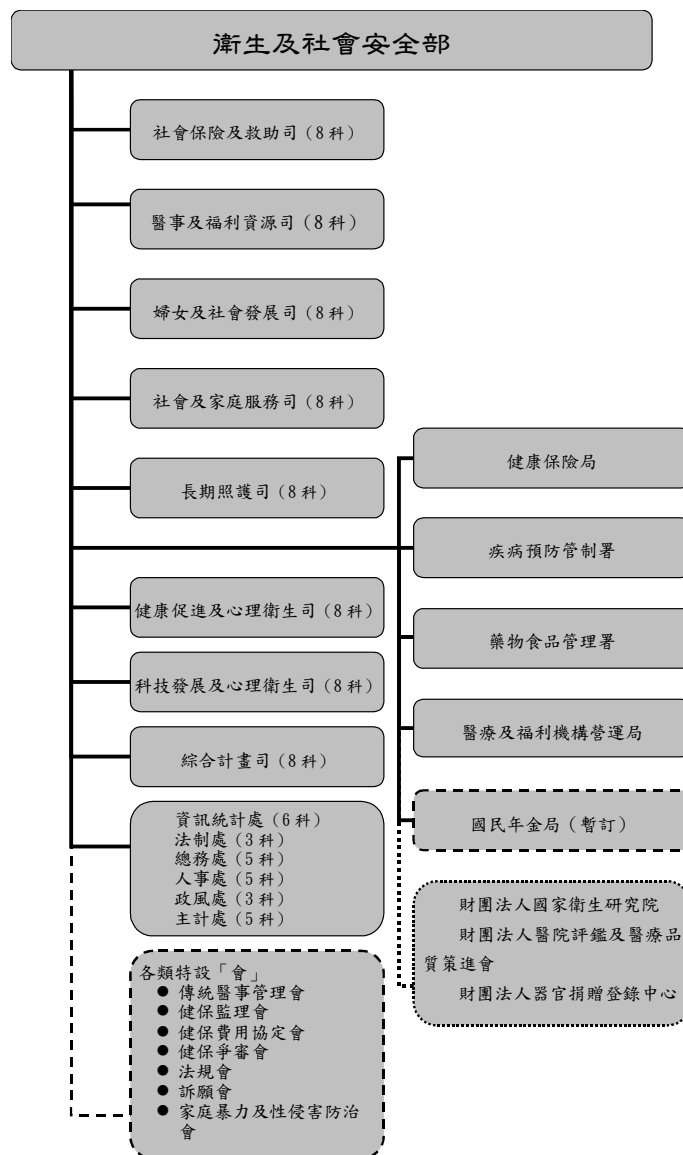 衛生及社會安全部
社會保險及救助司（8 科）
醫事及福利資源司（8 科）
婦女及社會發展司（8 科）
社會及家庭服務司（8 科）
長期照護司（8 科）
健康促進及心理衛生司（8 科）
科技發展及心理衛生司（8 科）
綜合計畫司（8 科）
資訊統計處（6 科）
法制處（3 科）
總務處（5 科）
人事處（5 科）
政風處（3 科）
主計處（5 科）
各類特設「會」
● 傳統醫事管理會
● 健保監理會
● 健保費用協定會
● 健保爭審會
● 法規會
● 訴願會
● 家庭暴力及性侵害防治
會
健康保險局
疾病預防管制署
藥物食品管理署
醫療及福利機構營運局
國民年金局（暫訂）
財團法人國家衛生研究院
財團法人醫院評鑑及醫療品
質策進會
財團法人器官捐贈登錄中心